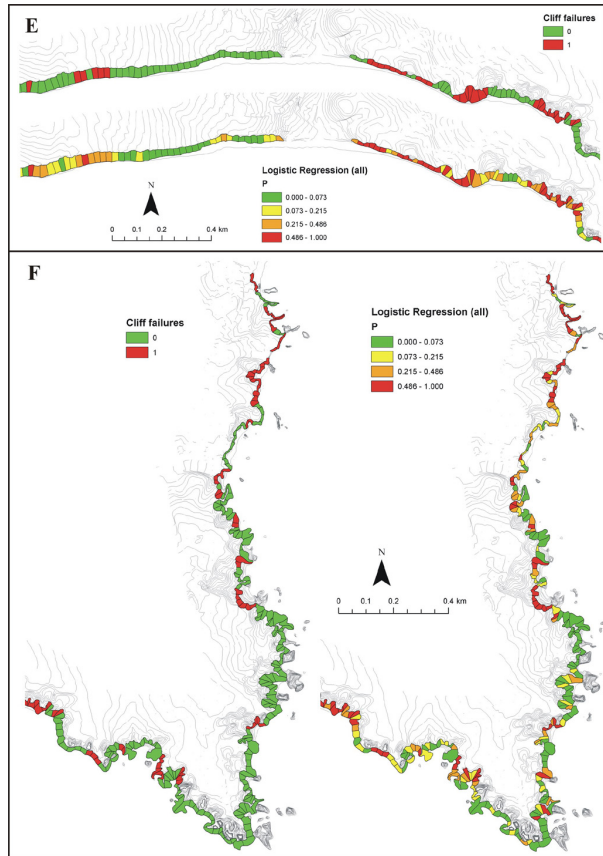 E
Cliff failures
0
1
Logistic Regression (all)
P
0.000 - 0.073
0.073 - 0.215
0.215 - 0.486
0.486 - 1.000
N
0 0.1 0.2 0.4 km
F
Cliff failures
0
1
Logistic Regression (all)
P
0.000 - 0.073
0.073 - 0.215
0.215 - 0.486
0.486 - 1.000
N
0 0.1 0.2 0.4 km